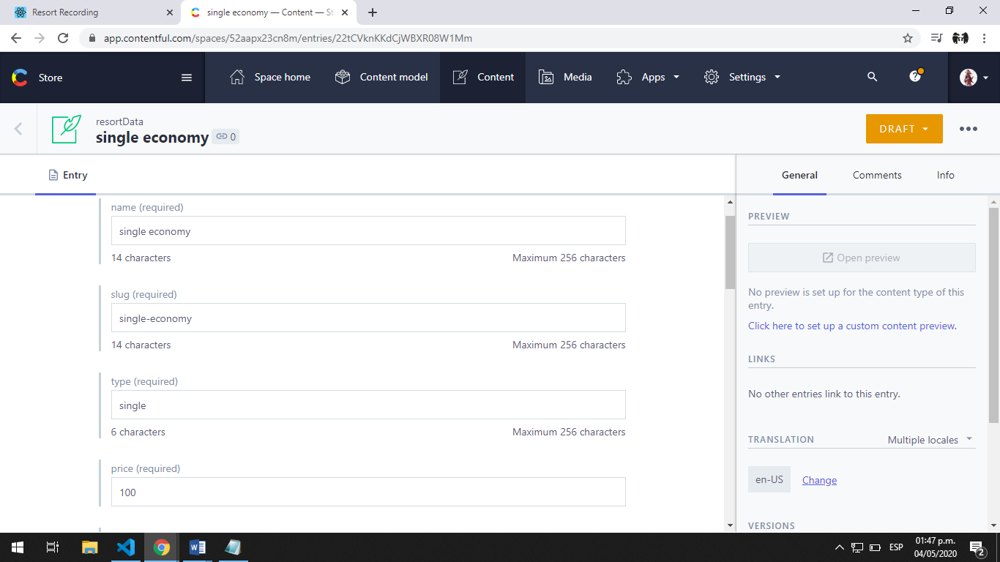 Resort Recording
single economy — Content — St
app.contentful.com/spaces/52aapx23cn8m/entries/22tCVknKKdCjWBXR08W1Mm
Store
Space home
Content model
Content
Media
Apps
Settings
resortData
single economy
0
DRAFT
Entry
General
Comments
Info
name (required)
single economy
14 characters
Maximum 256 characters
slug (required)
single-economy
14 characters
Maximum 256 characters
type (required)
single
6 characters
Maximum 256 characters
price (required)
100
PREVIEW
Open preview
No preview is set up for the content type of this
entry.
Click here to set up a custom content preview.
LINKS
No other entries link to this entry.
TRANSLATION
Multiple locales
en-US
Change
VERSIONS
ESP
01:47 p.m.
04/05/2020
2